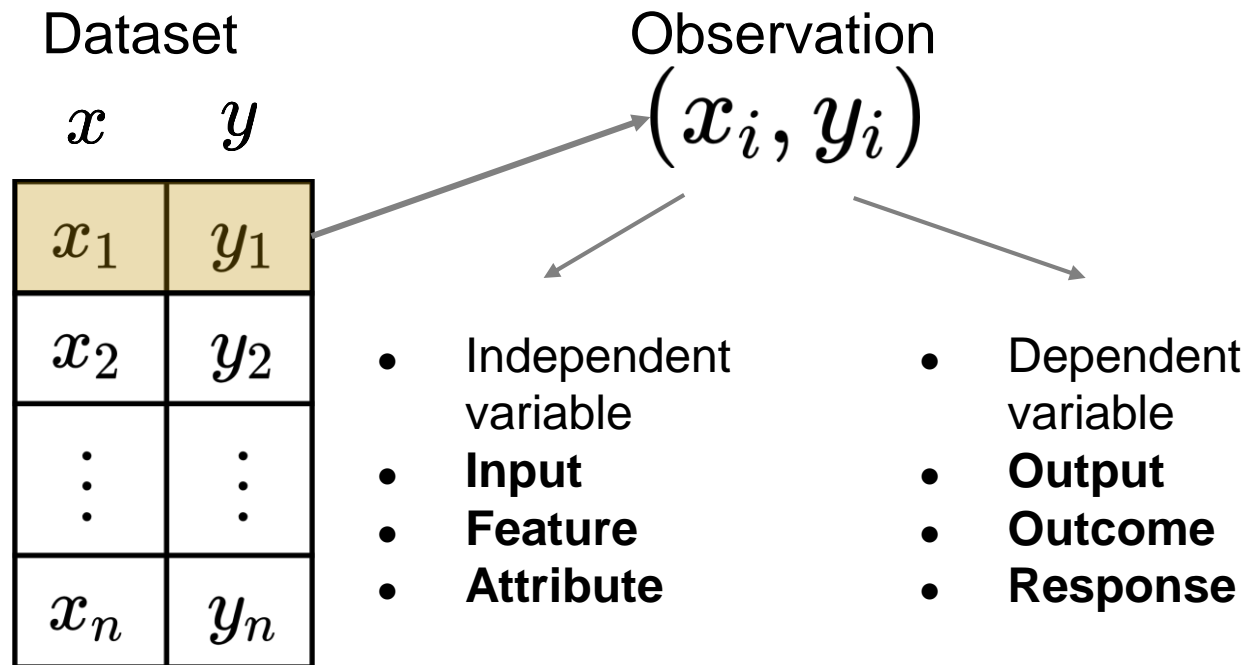 Dataset
x y
x₁ y₁
x₂ y₂
⋮ ⋮
xₙ yₙ
Observation
(xᵢ, yᵢ)
• Independent
variable
• Input
• Feature
• Attribute
• Dependent
variable
• Output
• Outcome
• Response